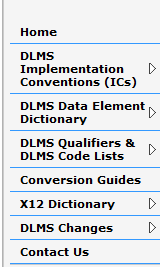 Home
DLMS
Implementation
Conventions (ICs)
DLMS Data Element
Dictionary
DLMS Qualifiers &
DLMS Code Lists
Conversion Guides
X12 Dictionary
DLMS Changes
Contact Us